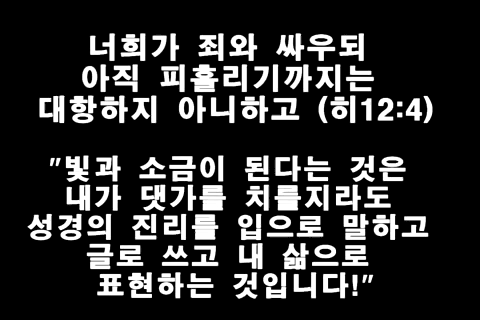 너희가 죄와 싸우되
아직 피흘리기까지는
대항하지 아니하고 (히12:4)
"빛과 소금이 된다는 것은
내가 댓가를 치를지라도
성경의 진리를 입으로 말하고
글로 쓰고 내 삶으로
표현하는 것입니다!"